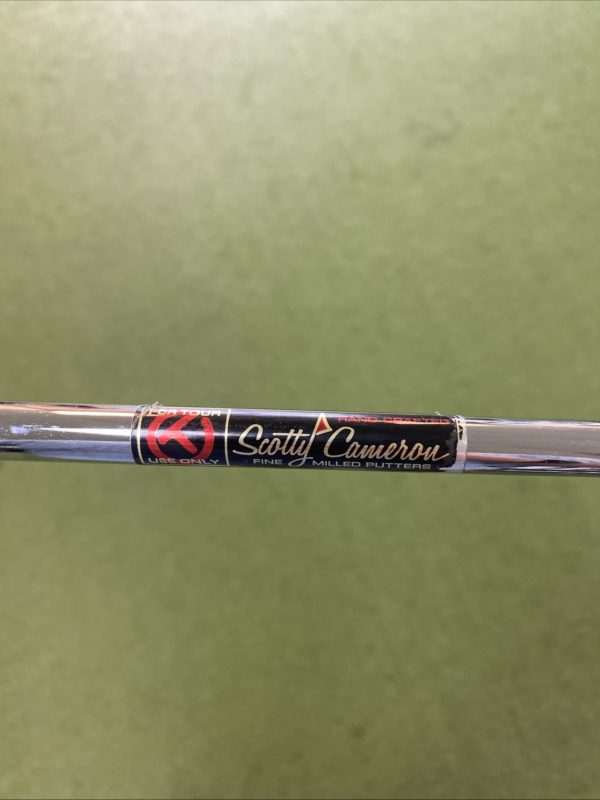 FOR TOUR
USE ONLY
HAND CRAFTED
Scotty Cameron
FINE MILLED PUTTERS